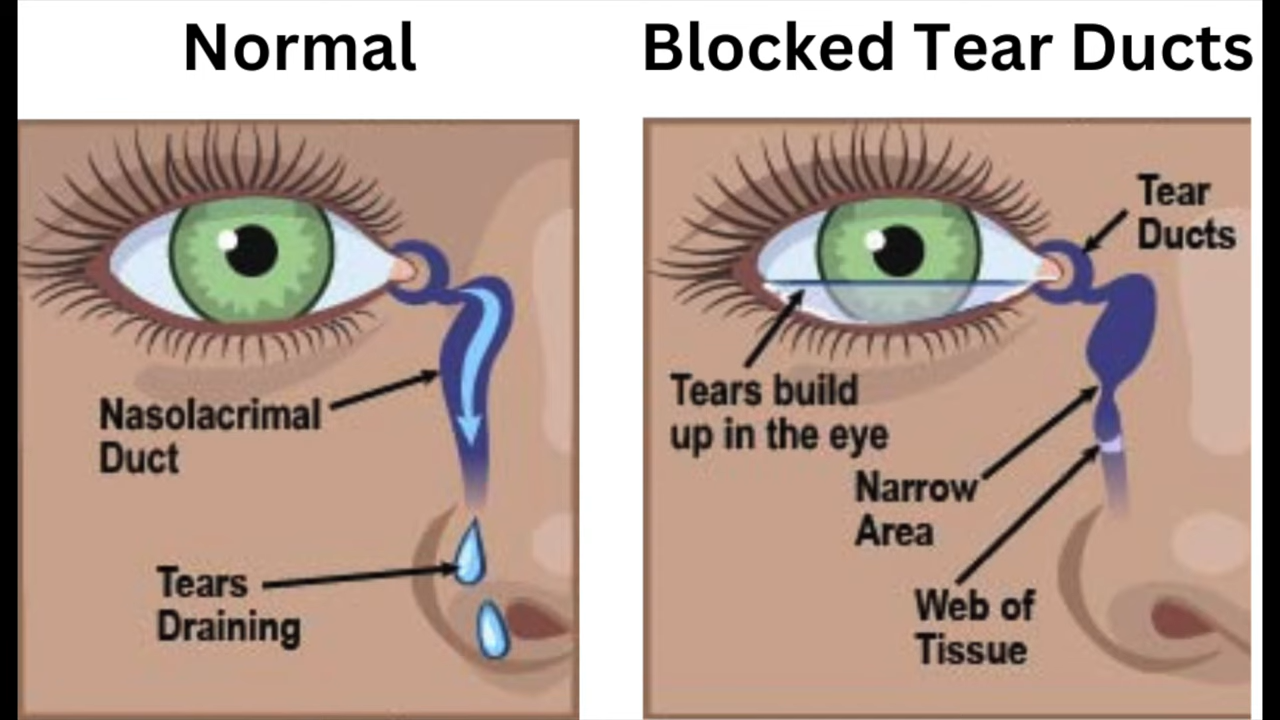 Normal
Blocked Tear Ducts
Nasolacrimal
Duct
Tears
Draining
Tear
Ducts
Tears build
up in the eye
Narrow
Area
Web of
Tissue